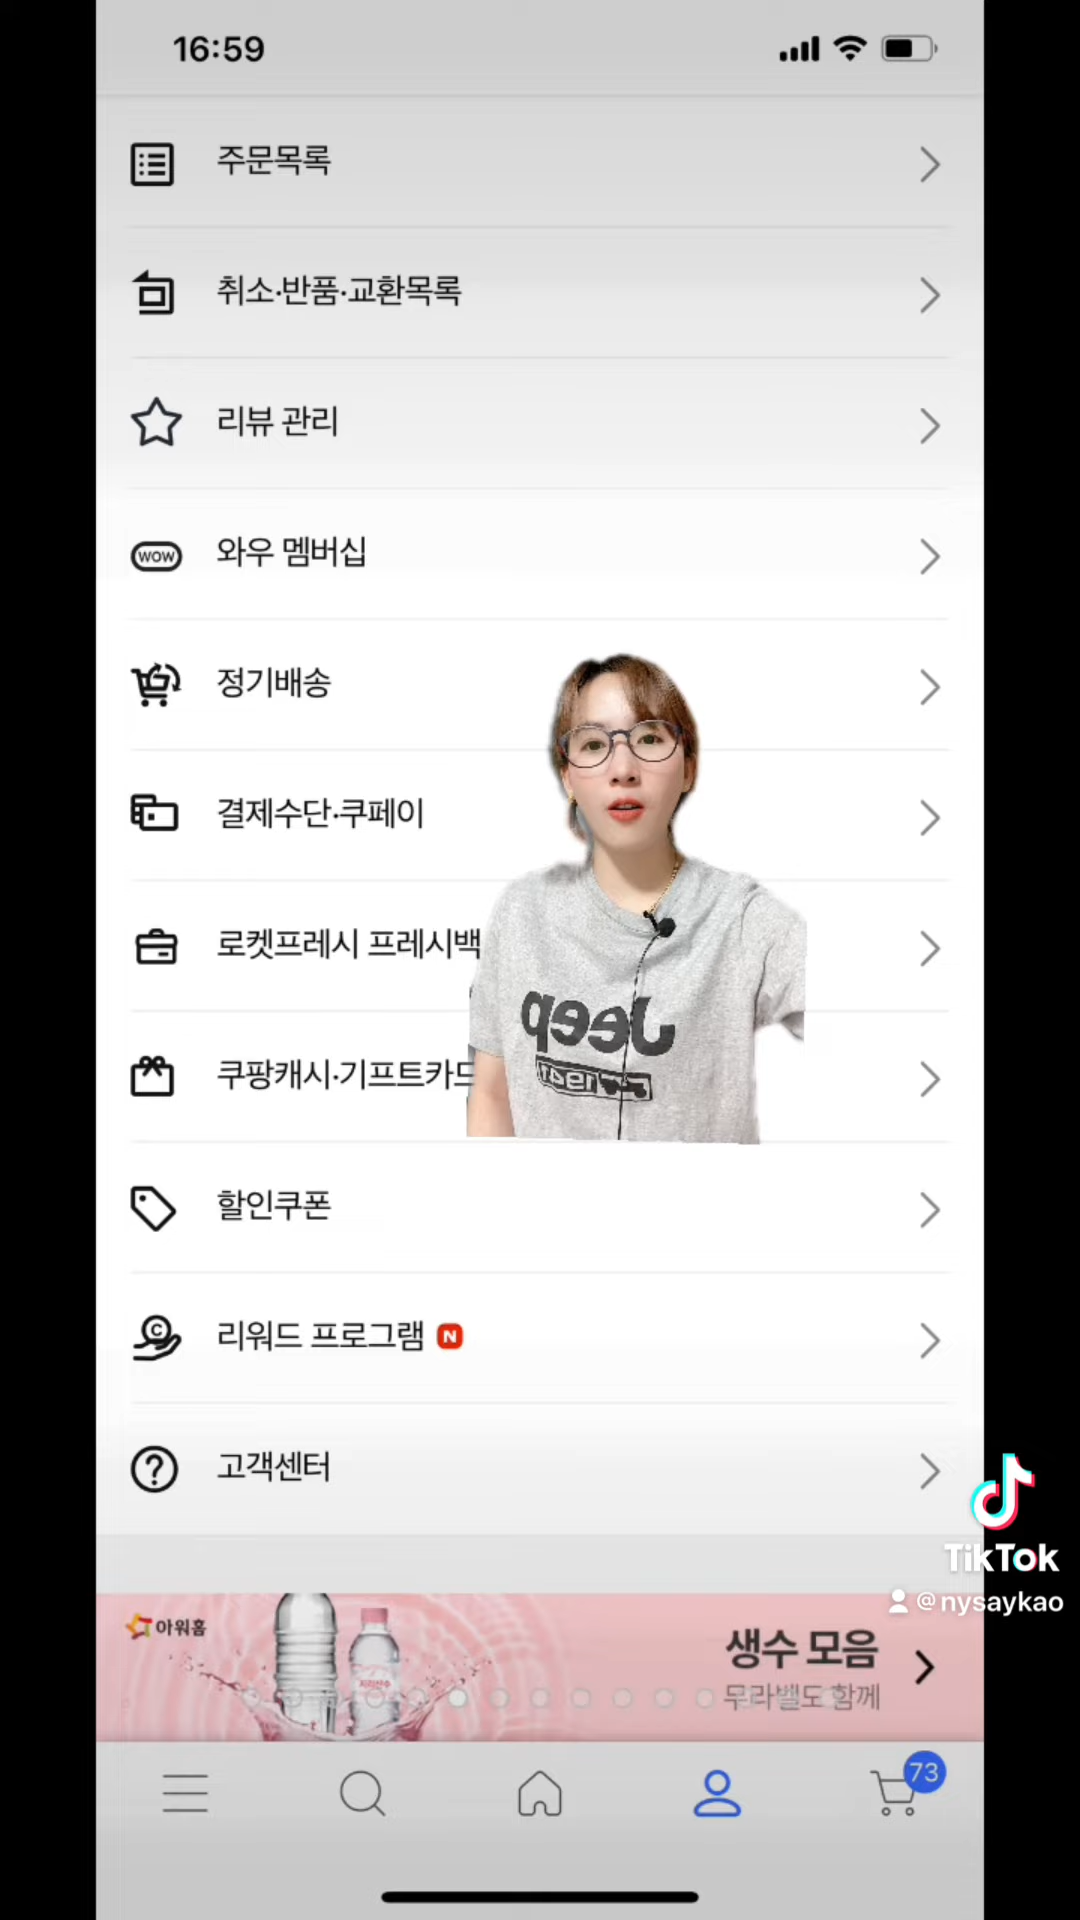 16:59
주문목록
취소·반품·교환목록
리뷰 관리
wow 와우 멤버십
정기배송
결제수단·쿠페이
로켓프레시 프레시백
쿠팡캐시·기프트카드
Jeep
1941
할인쿠폰
리워드 프로그램 N
고객센터
TikTok
@nysaykao
아워홈
생수 모음
무라벨도 함께
73